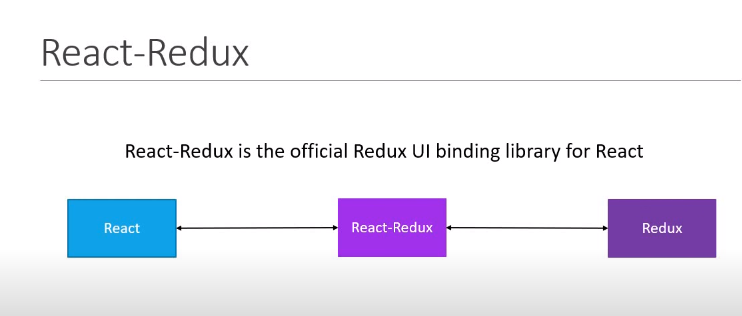 React-Redux
React-Redux is the official Redux UI binding library for React
React
React-Redux
Redux